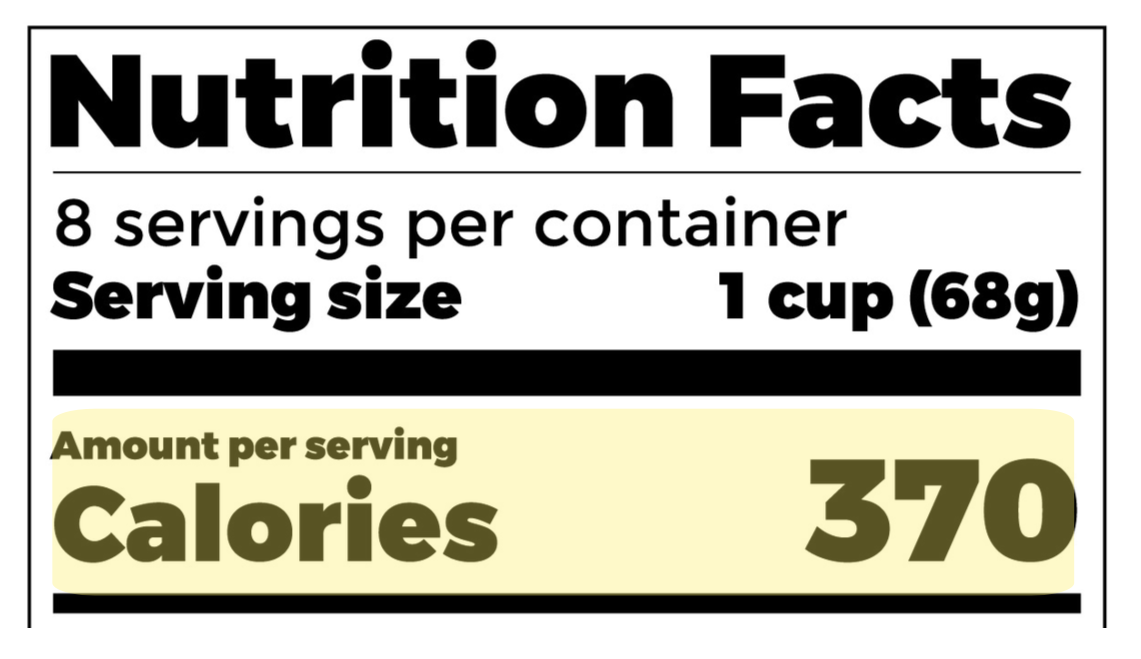 Nutrition Facts
8 servings per container
Serving size 1 cup (68g)
Amount per serving
Calories 370